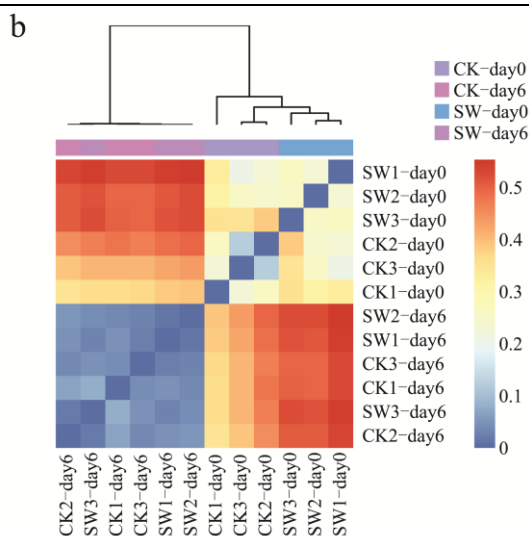 b
CK-day0
CK-day6
SW-day0
SW-day6
SW1-day0
SW2-day0
SW3-day0
CK2-day0
CK3-day0
CK1-day0
SW2-day6
SW1-day6
CK3-day6
CK1-day6
SW3-day6
CK2-day6
0.5
0.4
0.3
0.2
0.1
0
CK2-day6
SW3-day6
CK1-day6
CK3-day6
SW1-day6
SW2-day6
CK1-day0
CK3-day0
CK2-day0
SW3-day0
SW2-day0
SW1-day0